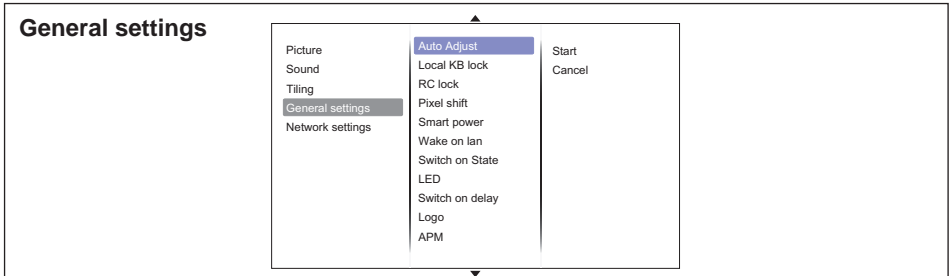 General settings
Picture
Sound
Tiling
General settings
Network settings
Auto Adjust
Local KB lock
RC lock
Pixel shift
Smart power
Wake on lan
Switch on State
LED
Switch on delay
Logo
APM
Start
Cancel